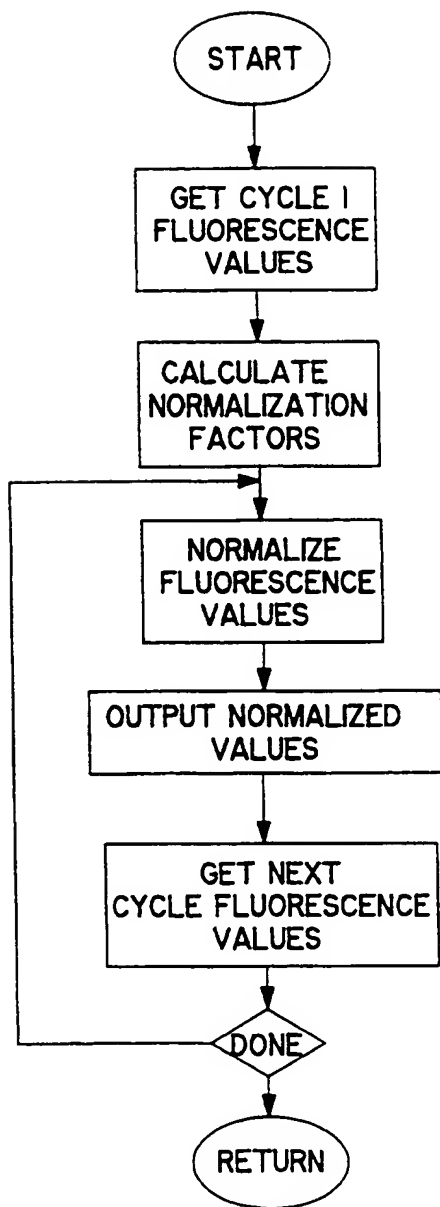 START
GET CYCLE I
FLUORESCENCE
VALUES
CALCULATE
NORMALIZATION
FACTORS
NORMALIZE
FLUORESCENCE
VALUES
OUTPUT NORMALIZED
VALUES
GET NEXT
CYCLE FLUORESCENCE
VALUES
DONE
RETURN